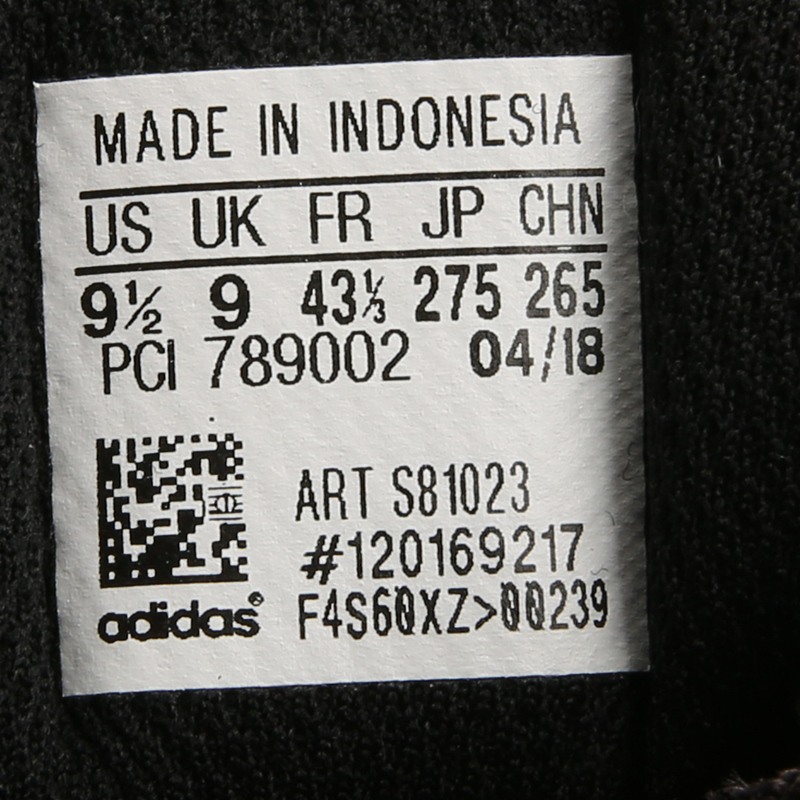 MADE IN INDONESIA
US UK FR JP CHN
9½ 9 43⅓ 275 265
PCI 789002 04/18
ART S81023
#120169217
adidas® F4S60XZ>00239